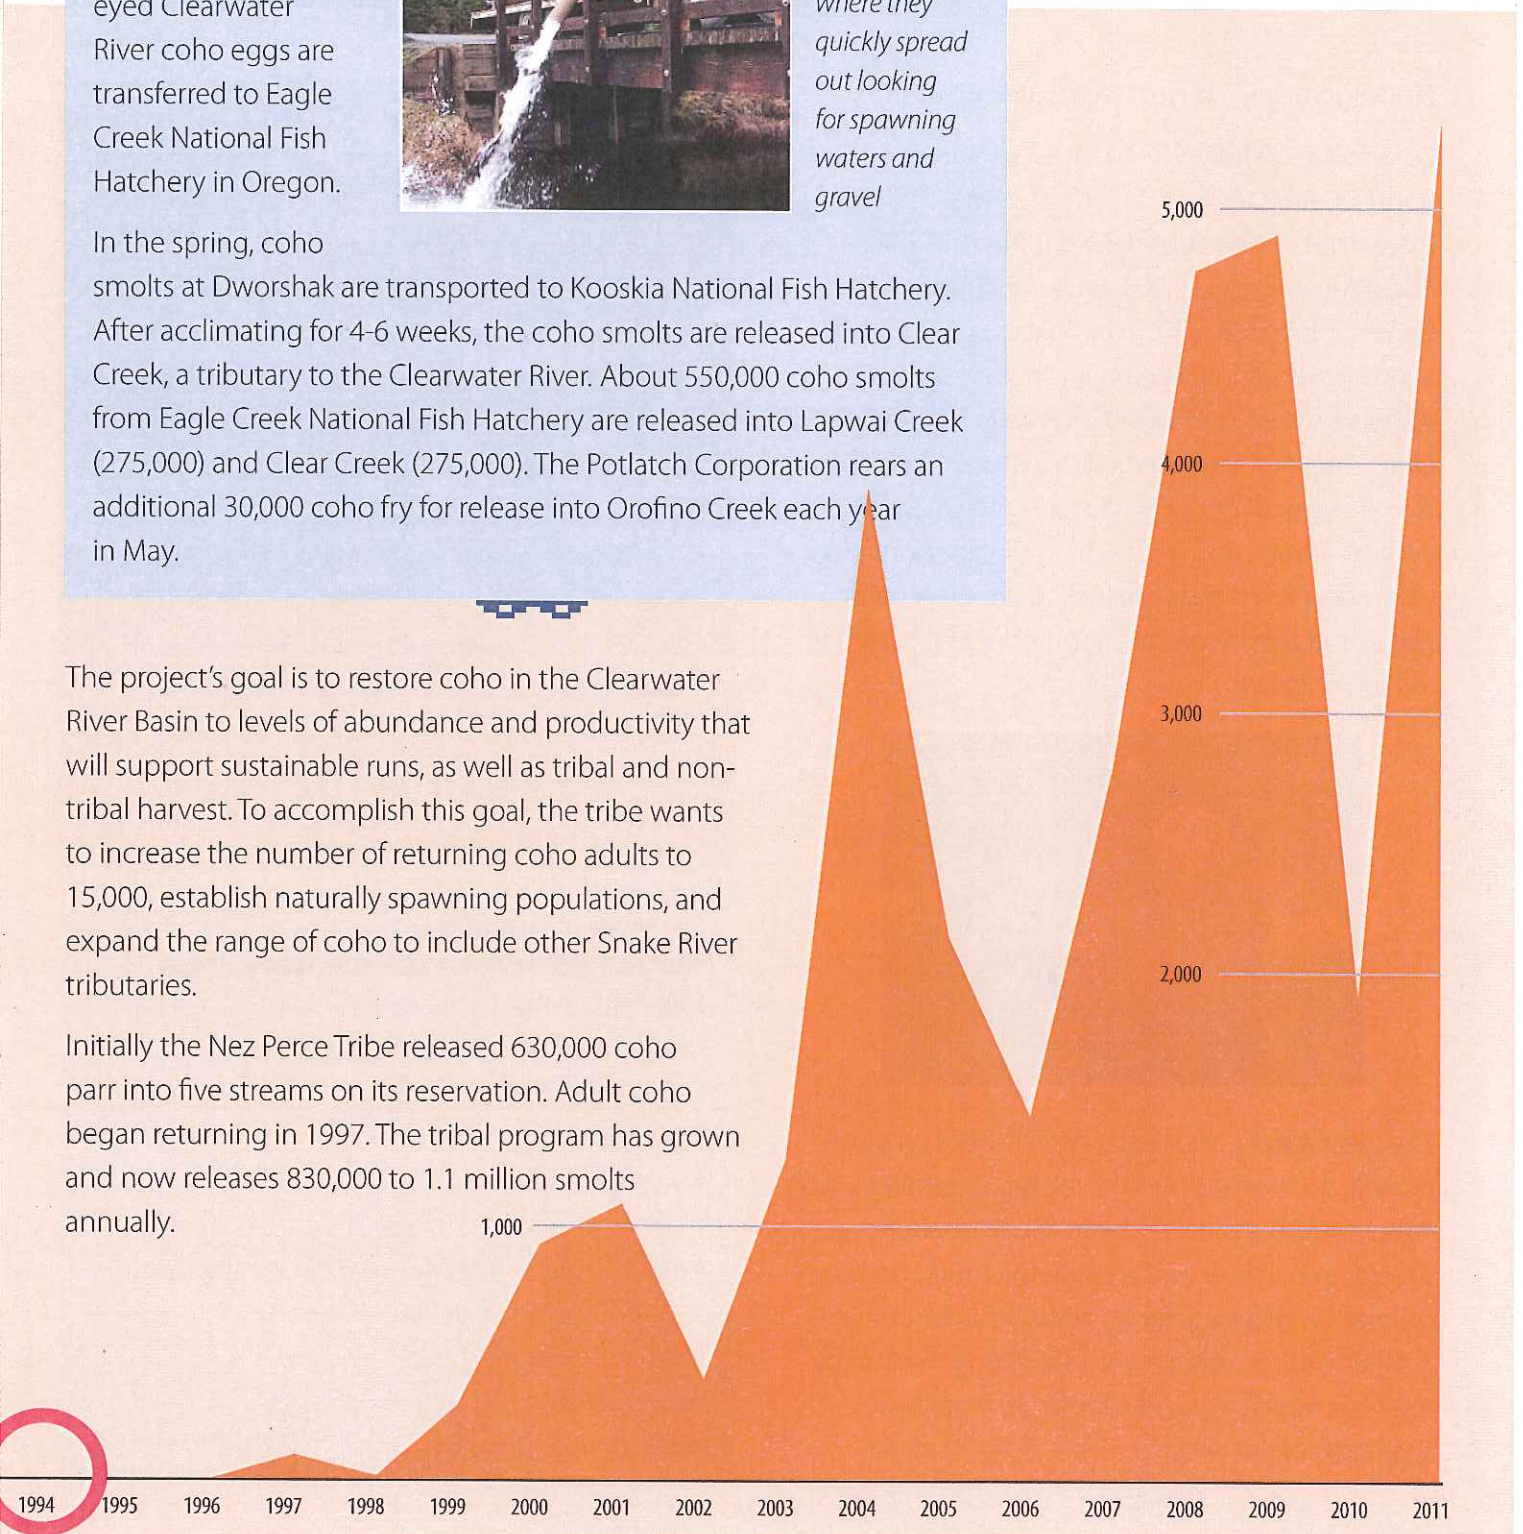 eyed Clearwater
River coho eggs are
transferred to Eagle
Creek National Fish
Hatchery in Oregon.
where they
quickly spread
out looking
for spawning
waters and
gravel
In the spring, coho
smolts at Dworshak are transported to Kooskia National Fish Hatchery.
After acclimating for 4-6 weeks, the coho smolts are released into Clear
Creek, a tributary to the Clearwater River. About 550,000 coho smolts
from Eagle Creek National Fish Hatchery are released into Lapwai Creek
(275,000) and Clear Creek (275,000). The Potlatch Corporation rears an
additional 30,000 coho fry for release into Orofino Creek each year
in May.
The project's goal is to restore coho in the Clearwater
River Basin to levels of abundance and productivity that
will support sustainable runs, as well as tribal and non-
tribal harvest. To accomplish this goal, the tribe wants
to increase the number of returning coho adults to
15,000, establish naturally spawning populations, and
expand the range of coho to include other Snake River
tributaries.
Initially the Nez Perce Tribe released 630,000 coho
parr into five streams on its reservation. Adult coho
began returning in 1997. The tribal program has grown
and now releases 830,000 to 1.1 million smolts
annually.
5,000
4,000
3,000
2,000
1,000
1994 1995 1996 1997 1998 1999 2000 2001 2002 2003 2004 2005 2006 2007 2008 2009 2010 2011